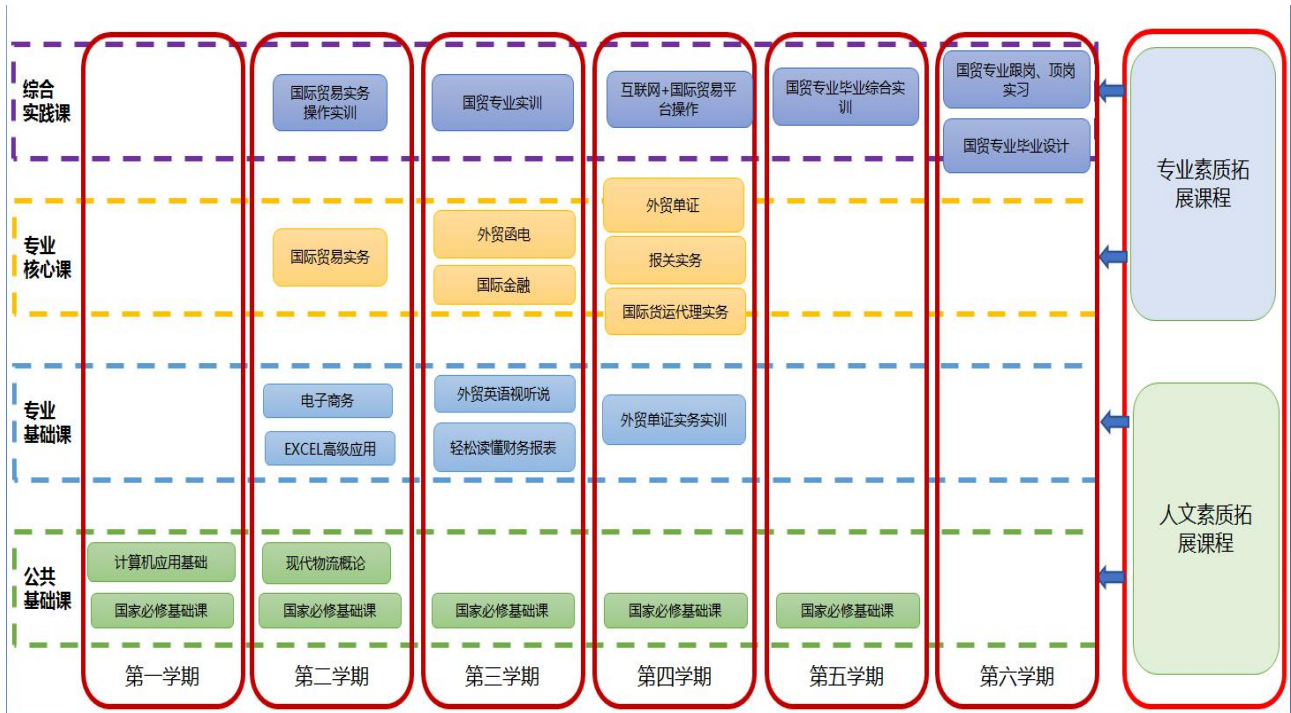 综合
实践课
国际贸易实务
操作实训
国贸专业实训
互联网+国际贸易平
台操作
国贸专业毕业综合实
训
国贸专业跟岗、顶岗
实习
国贸专业毕业设计
专业
核心课
国际贸易实务
外贸函电
国际金融
外贸单证
报关实务
国际货运代理实务
专业
基础课
电子商务
EXCEL高级应用
外贸英语视听说
轻松读懂财务报表
外贸单证实务实训
公共
基础课
计算机应用基础
现代物流概论
国家必修基础课
国家必修基础课
国家必修基础课
国家必修基础课
国家必修基础课
第一学期
第二学期
第三学期
第四学期
第五学期
第六学期
专业素质拓
展课程
人文素质拓
展课程